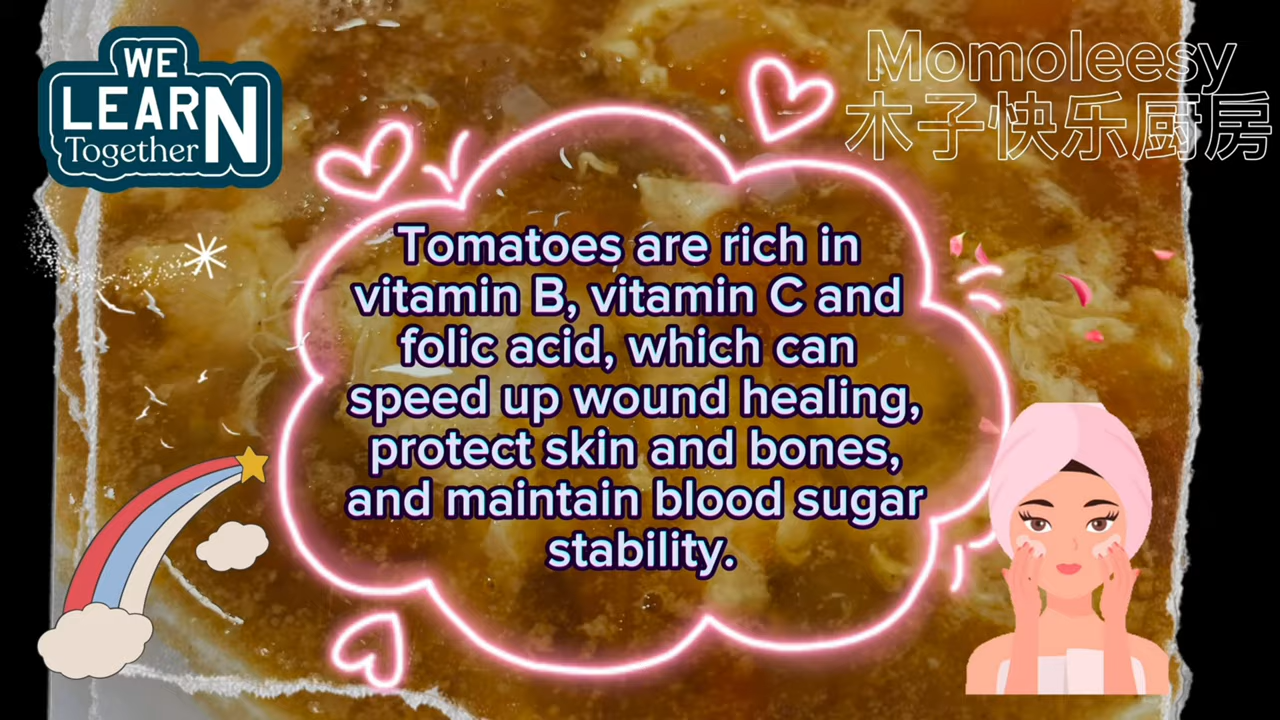 WE
LEARN
Together
Momoleesy
木子快乐厨房
Tomatoes are rich in
vitamin B, vitamin C and
folic acid, which can
speed up wound healing,
protect skin and bones,
and maintain blood sugar
stability.